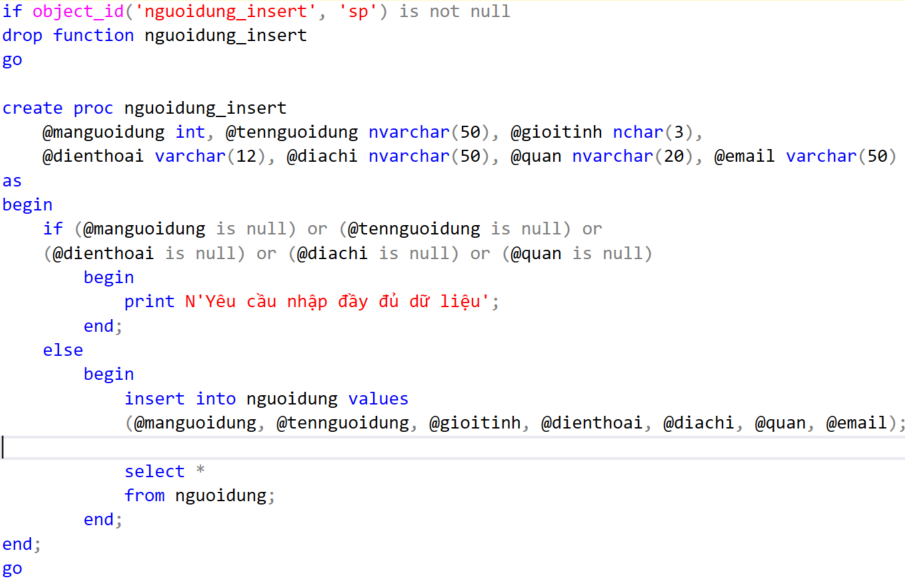 if object_id('nguoidung_insert', 'sp') is not null
drop function nguoidung_insert
go
create proc nguoidung_insert
@manguoidung int, @tennguoidung nvarchar(50), @gioitinh nchar(3),
@dienthoai varchar(12), @diachi nvarchar(50), @quan nvarchar(20), @email varchar(50)
as
begin
if (@manguoidung is null) or (@tennguoidung is null) or
(@dienthoai is null) or (@diachi is null) or (@quan is null)
begin
print N'Yêu cầu nhập đầy đủ dữ liệu';
end;
else
begin
insert into nguoidung values
(@manguoidung, @tennguoidung, @gioitinh, @dienthoai, @diachi, @quan, @email);
select *
from nguoidung;
end;
end;
go